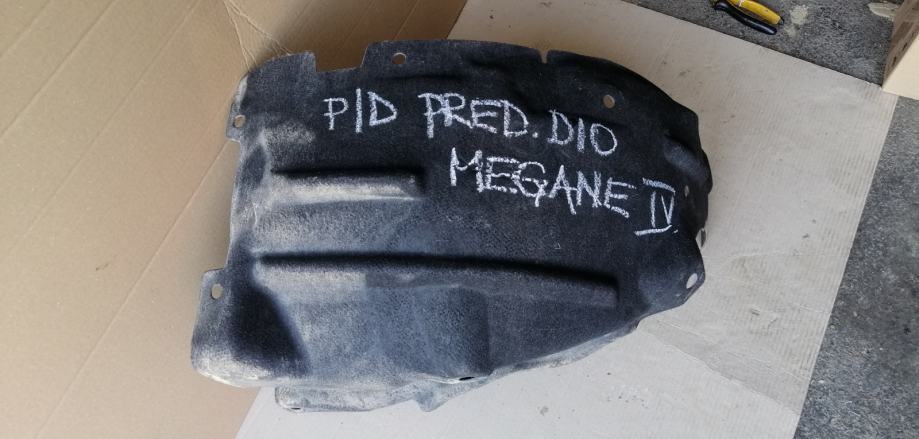 P/D PRED. DIO
MEGANE IV